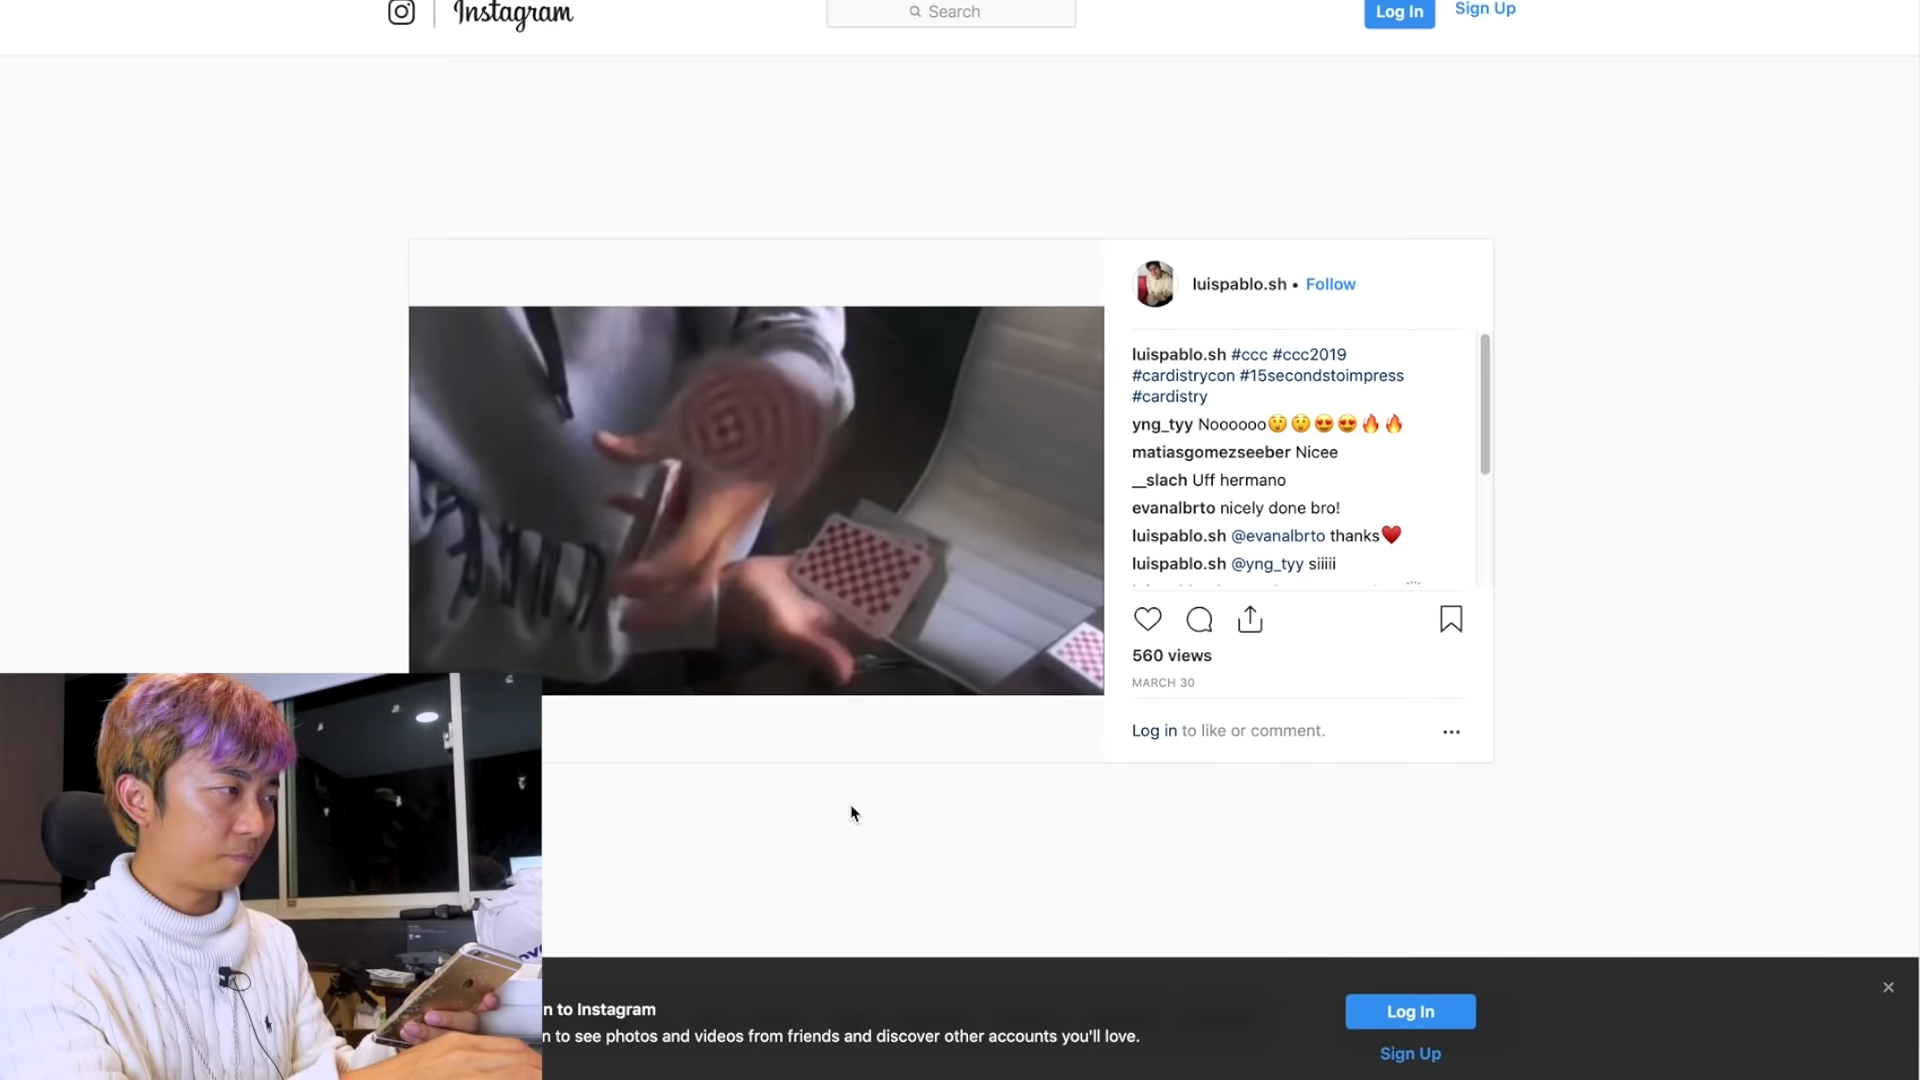 Instagram
Search
Log In
Sign Up
luispablo.sh • Follow
luispablo.sh #ccc #ccc2019
#cardistrycon #15secondstoimpress
#cardistry
yng_tyy Noooooo😲😲😍😍🔥🔥
matiasgomezseeber Nicee
__slach Uff hermano
evanalbrto nicely done bro!
luispablo.sh @evanalbrto thanks♥️
luispablo.sh @yng_tyy siiiii
560 views
MARCH 30
Log in to like or comment.
n to Instagram
n to see photos and videos from friends and discover other accounts you'll love.
Log In
Sign Up